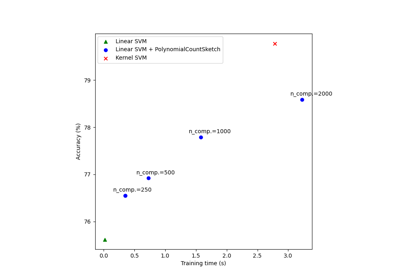 Linear SVM
Linear SVM + PolynomialCountSketch
Kernel SVM
n_comp.=2000
n_comp.=1000
n_comp.=500
n_comp.=250
79
78
77
76
Accuracy (%)
0.0 0.5 1.0 1.5 2.0 2.5 3.0
Training time (s)